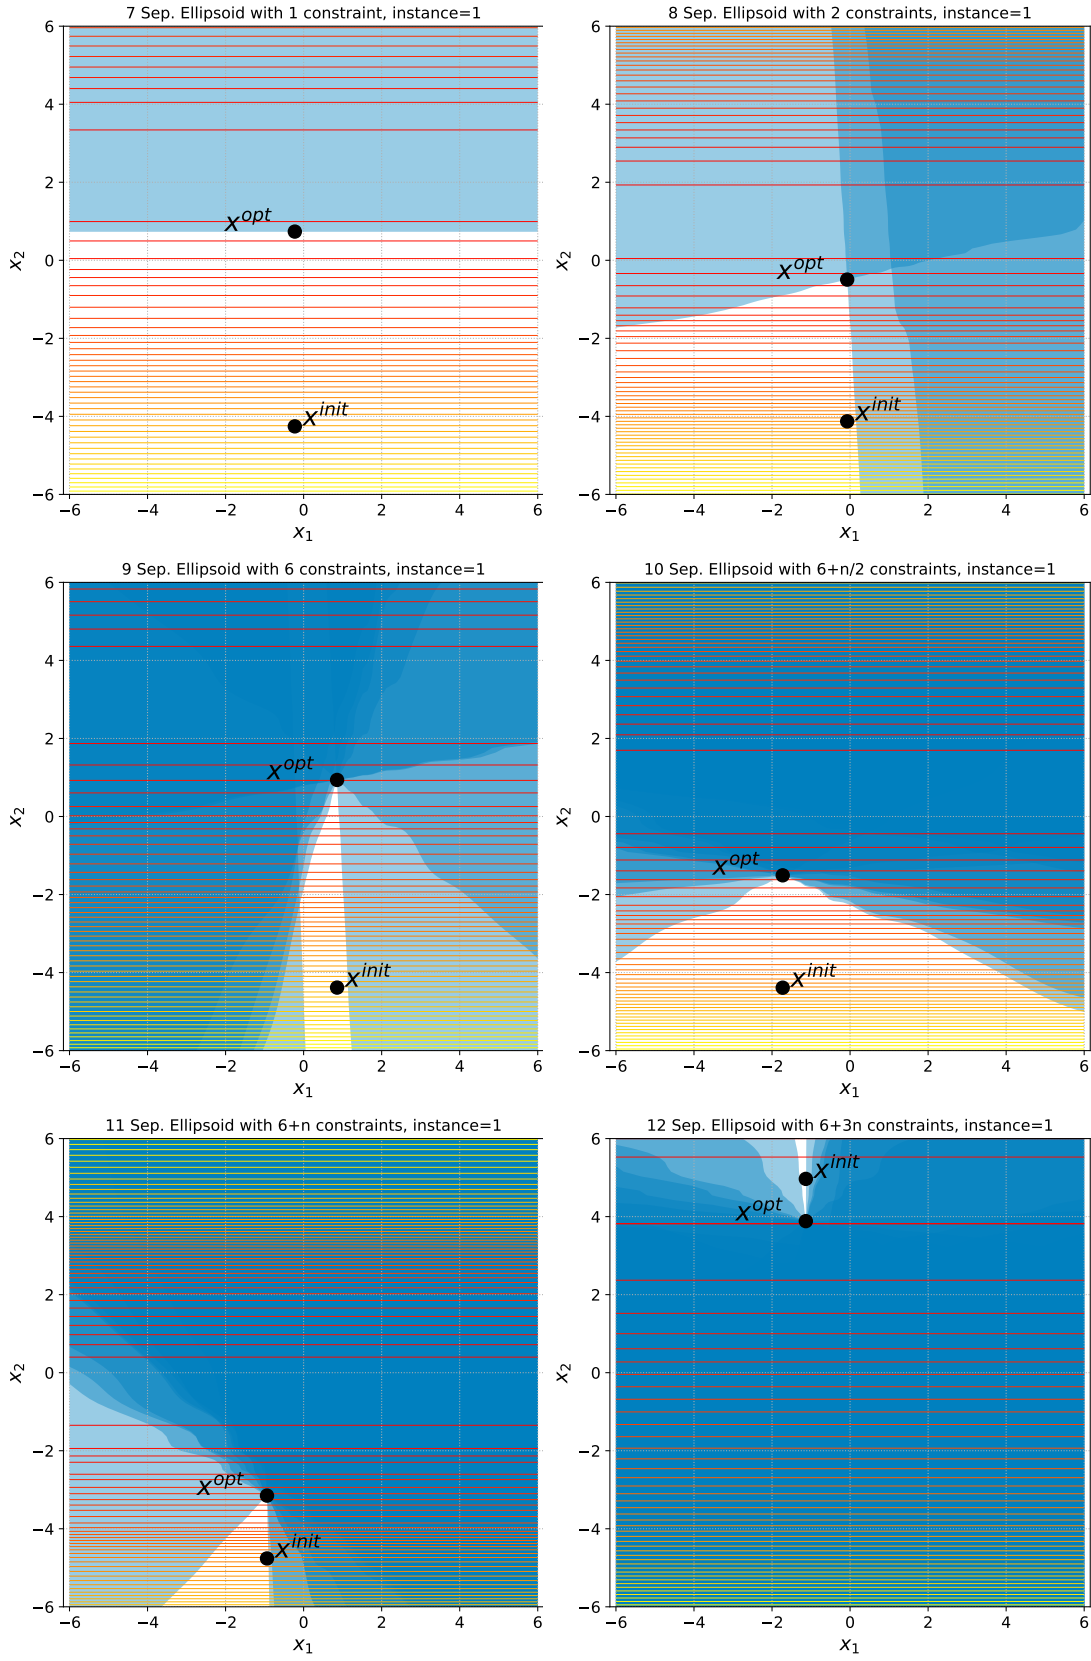 7 Sep. Ellipsoid with 1 constraint, instance=1
6
4
2
0
−2
−4
−6
x₂
x^opt
x^init
−6 −4 −2 0 2 4 6
x₁
8 Sep. Ellipsoid with 2 constraints, instance=1
6
4
2
0
−2
−4
−6
x₂
x^opt
x^init
−6 −4 −2 0 2 4 6
x₁
9 Sep. Ellipsoid with 6 constraints, instance=1
6
4
2
0
−2
−4
−6
x₂
x^opt
x^init
−6 −4 −2 0 2 4 6
x₁
10 Sep. Ellipsoid with 6+n/2 constraints, instance=1
6
4
2
0
−2
−4
−6
x₂
x^opt
x^init
−6 −4 −2 0 2 4 6
x₁
11 Sep. Ellipsoid with 6+n constraints, instance=1
6
4
2
0
−2
−4
−6
x₂
x^opt
x^init
−6 −4 −2 0 2 4 6
x₁
12 Sep. Ellipsoid with 6+3n constraints, instance=1
6
4
2
0
−2
−4
−6
x₂
x^init
x^opt
−6 −4 −2 0 2 4 6
x₁